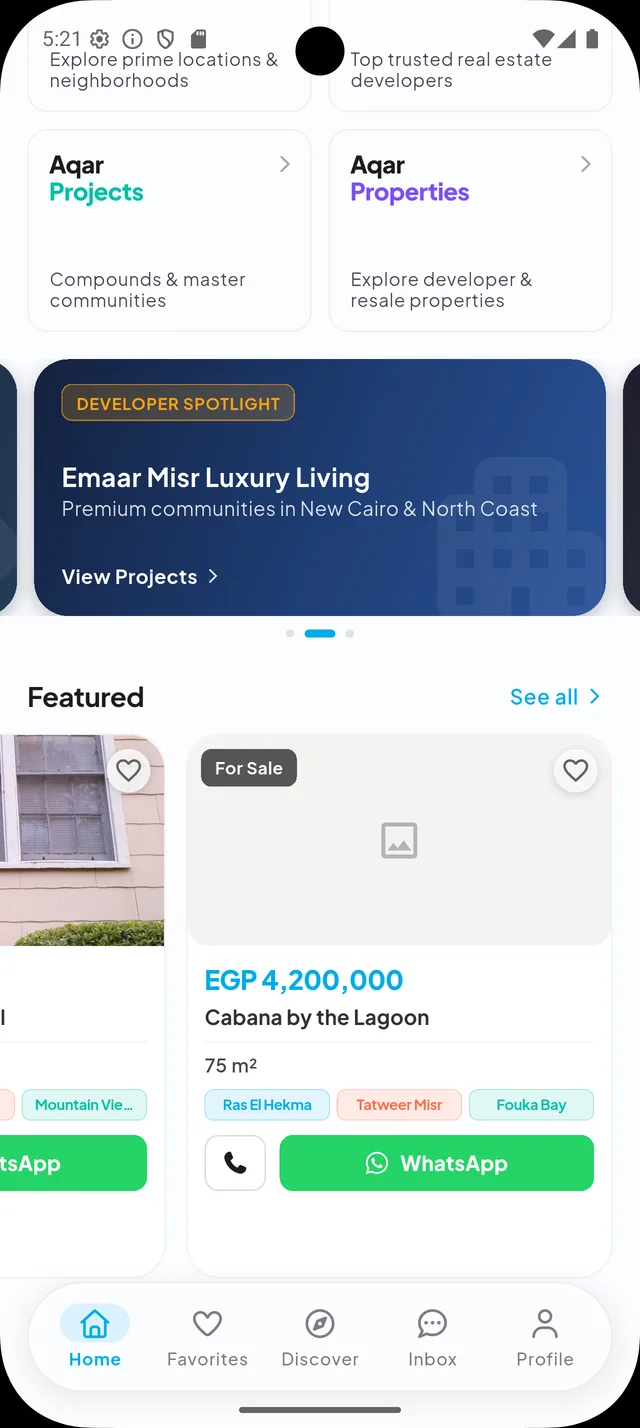 5:21
Explore prime locations &
neighborhoods
Top trusted real estate
developers
Aqar
Projects
Compounds & master
communities
Aqar
Properties
Explore developer &
resale properties
DEVELOPER SPOTLIGHT
Emaar Misr Luxury Living
Premium communities in New Cairo & North Coast
View Projects
Featured
See all
l
Mountain Vie...
tsApp
For Sale
EGP 4,200,000
Cabana by the Lagoon
75 m²
Ras El Hekma
Tatweer Misr
Fouka Bay
WhatsApp
Home
Favorites
Discover
Inbox
Profile